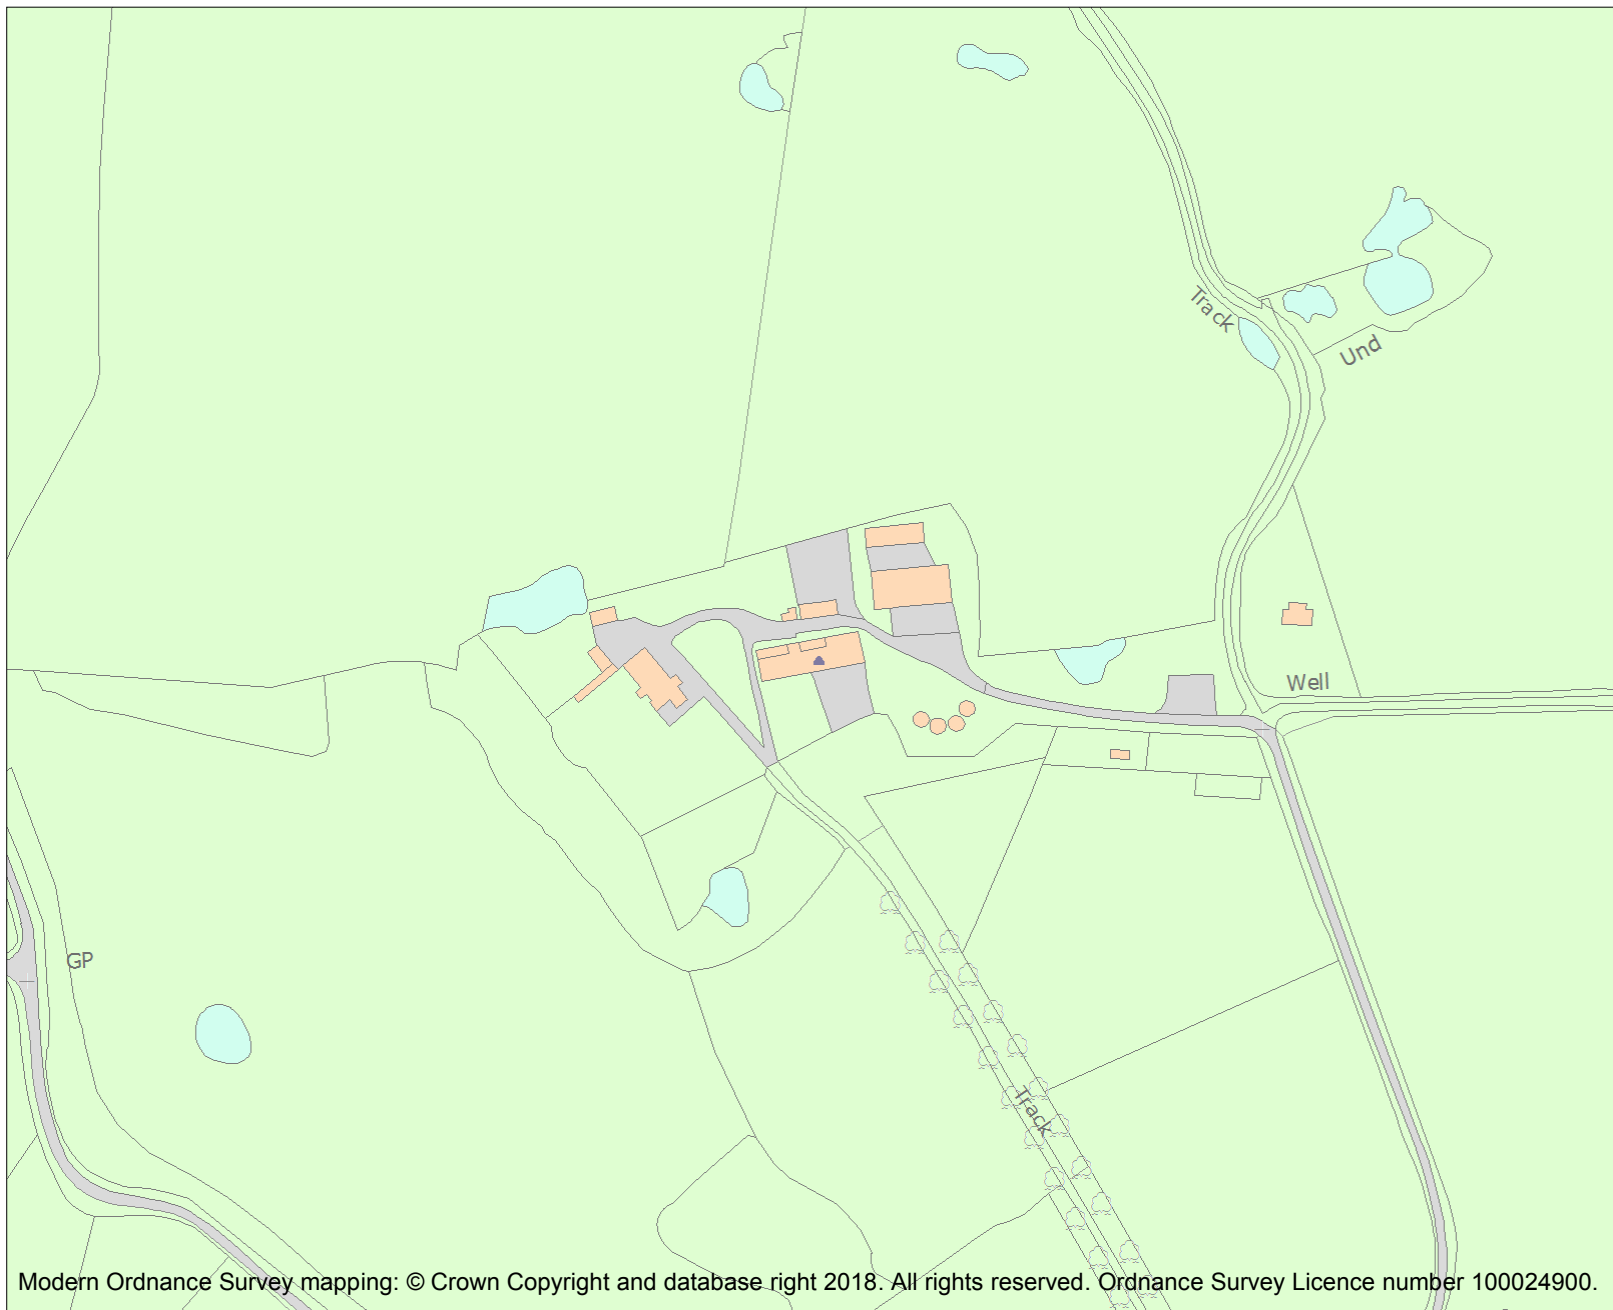 Track
Und
Well
GP
Track
Modern Ordnance Survey mapping: © Crown Copyright and database right 2018. All rights reserved. Ordnance Survey Licence number 100024900.